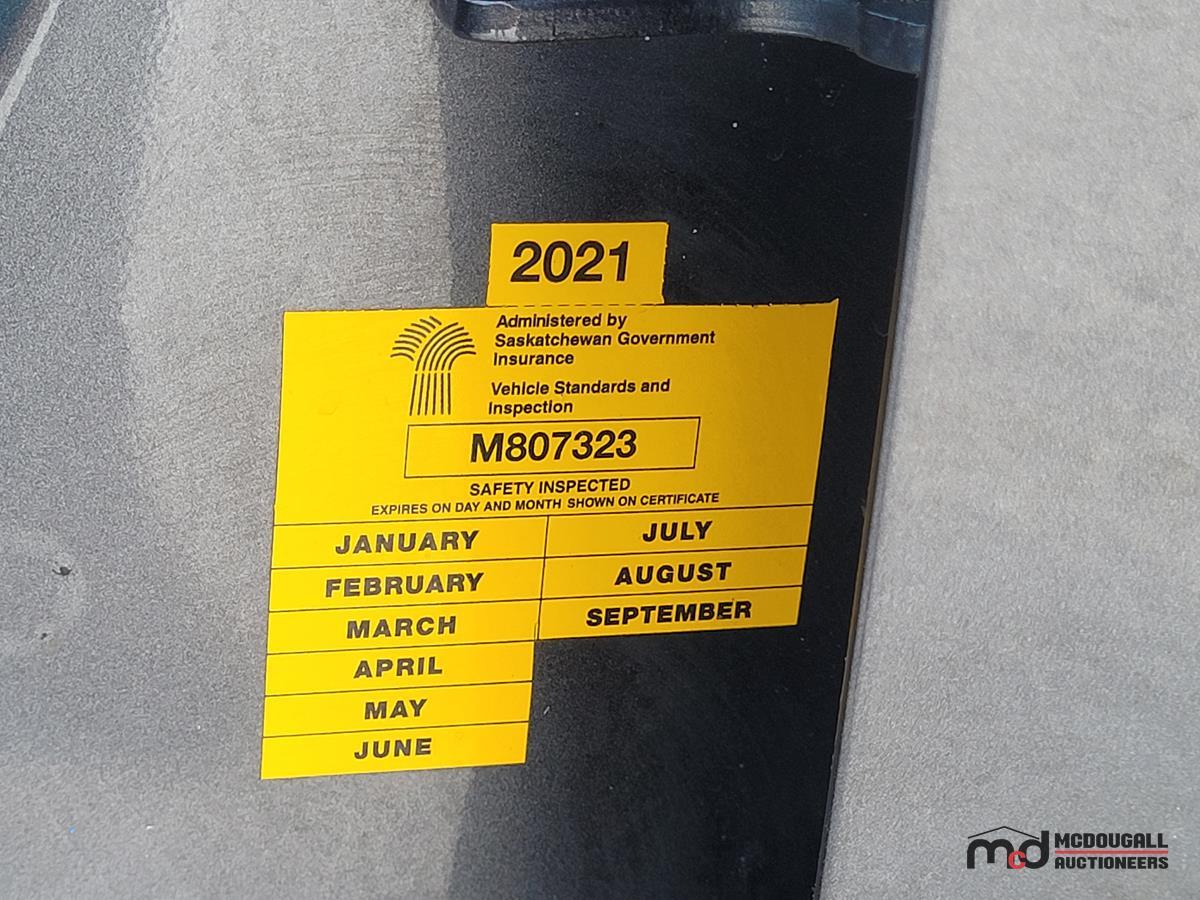 2021
Administered by
Saskatchewan Government
Insurance
Vehicle Standards and
Inspection
M807323
SAFETY INSPECTED
EXPIRES ON DAY AND MONTH SHOWN ON CERTIFICATE
JANUARY
FEBRUARY
MARCH
APRIL
MAY
JUNE
JULY
AUGUST
SEPTEMBER
mcd MCDOUGALL
AUCTIONEERS